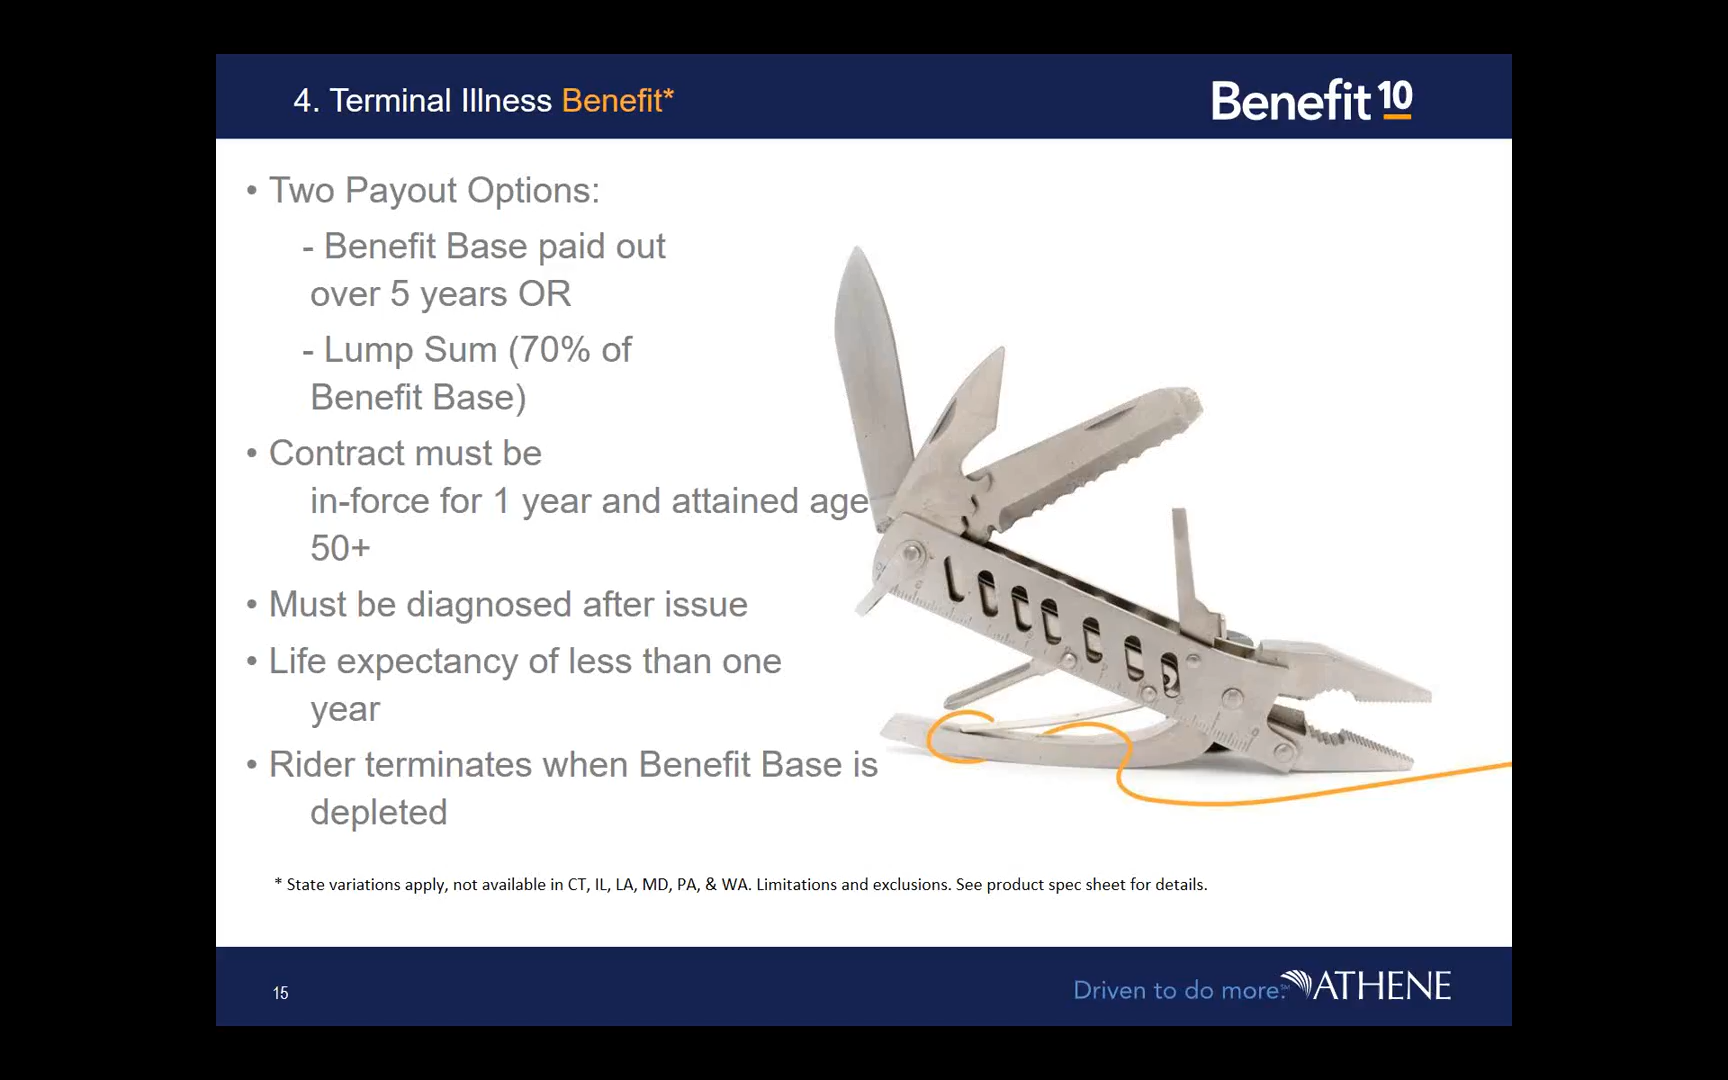 4. Terminal Illness Benefit*
Benefit 10
• Two Payout Options:
- Benefit Base paid out
over 5 years OR
- Lump Sum (70% of
Benefit Base)
• Contract must be
in-force for 1 year and attained age
50+
• Must be diagnosed after issue
• Life expectancy of less than one
year
• Rider terminates when Benefit Base is
depleted
* State variations apply, not available in CT, IL, LA, MD, PA, & WA. Limitations and exclusions. See product spec sheet for details.
15
Driven to do more.℠ ATHENE